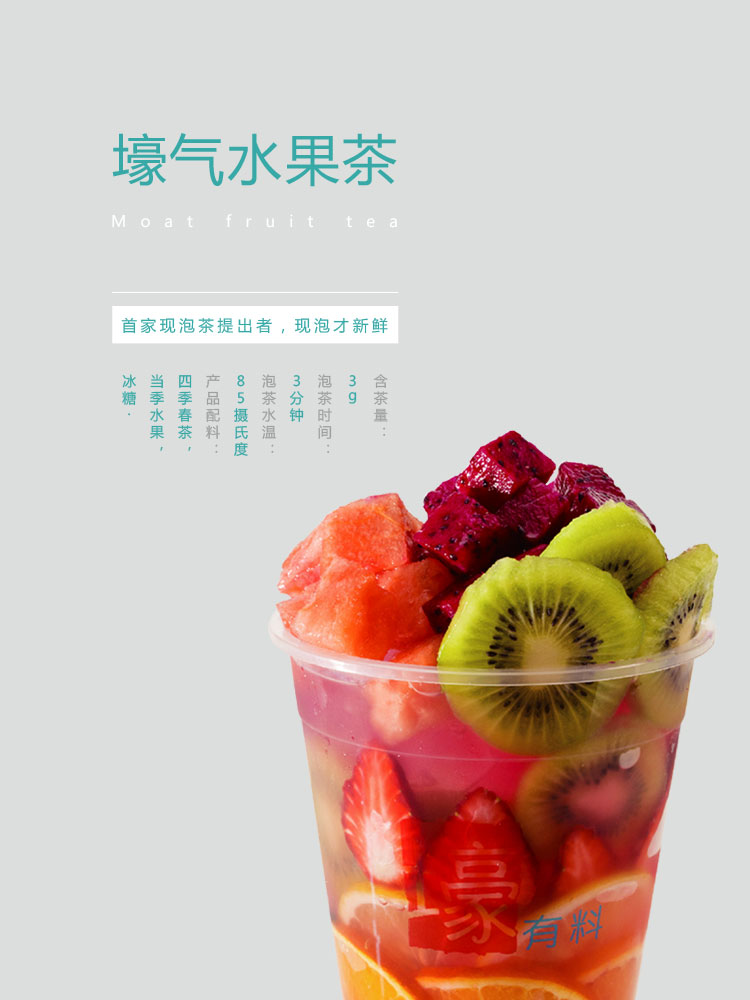 壕气水果茶
Moat fruit tea
首家现泡茶提出者，现泡才新鲜
含茶量：
3g
泡茶时间：
3分钟
泡茶水温：
85摄氏度
产品配料：
四季春茶，
当季水果，
冰糖．
豪
有料